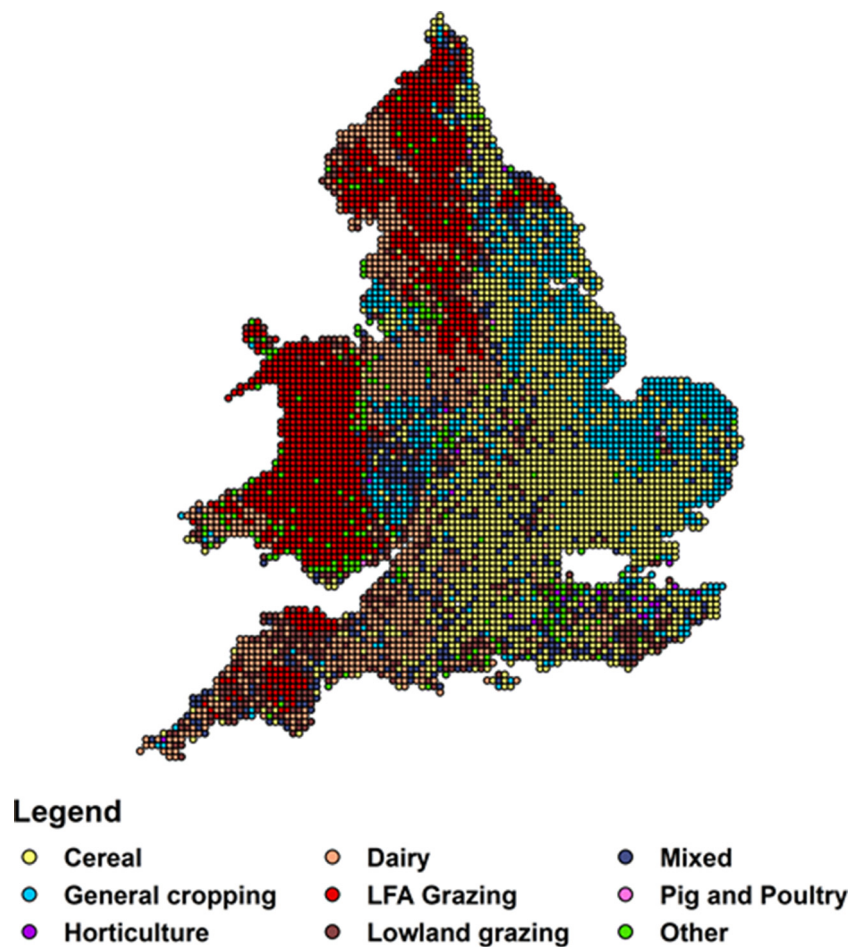 Legend
Cereal Dairy Mixed
General cropping LFA Grazing Pig and Poultry
Horticulture Lowland grazing Other